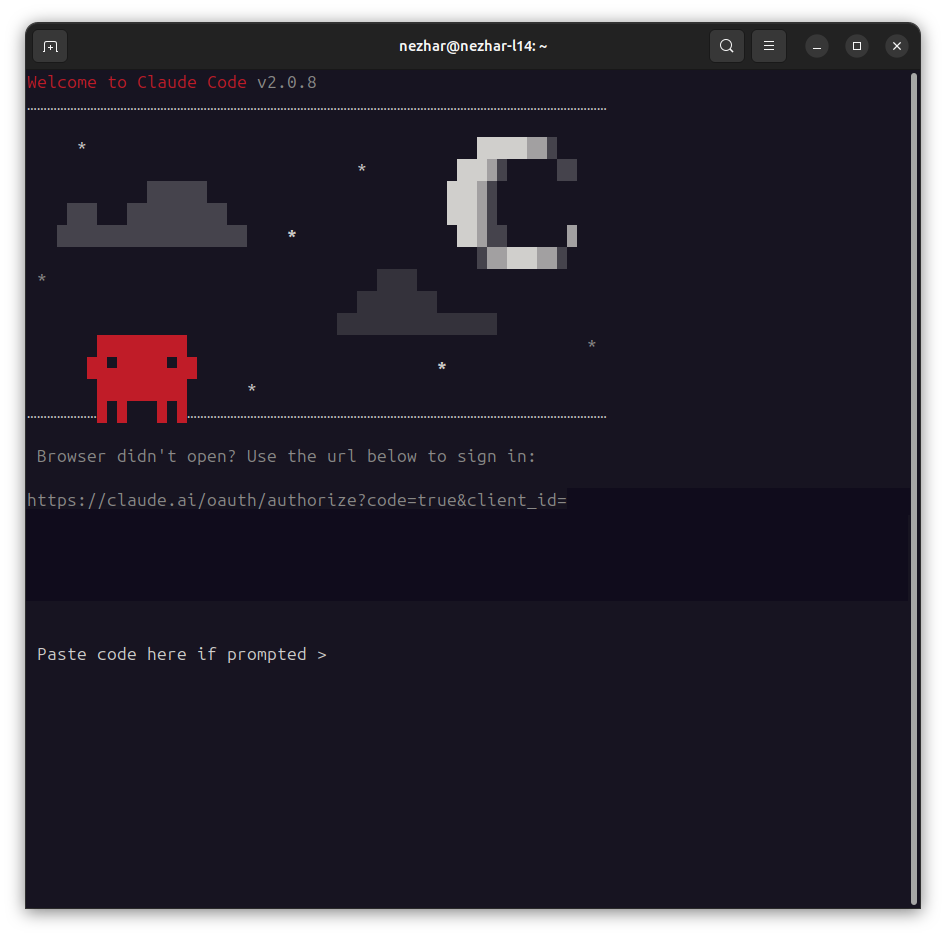 nezhar@nezhar-l14: ~
Welcome to Claude Code v2.0.8
*
*
*
*
*
*
*
Browser didn't open? Use the url below to sign in:
https://claude.ai/oauth/authorize?code=true&client_id=
Paste code here if prompted >